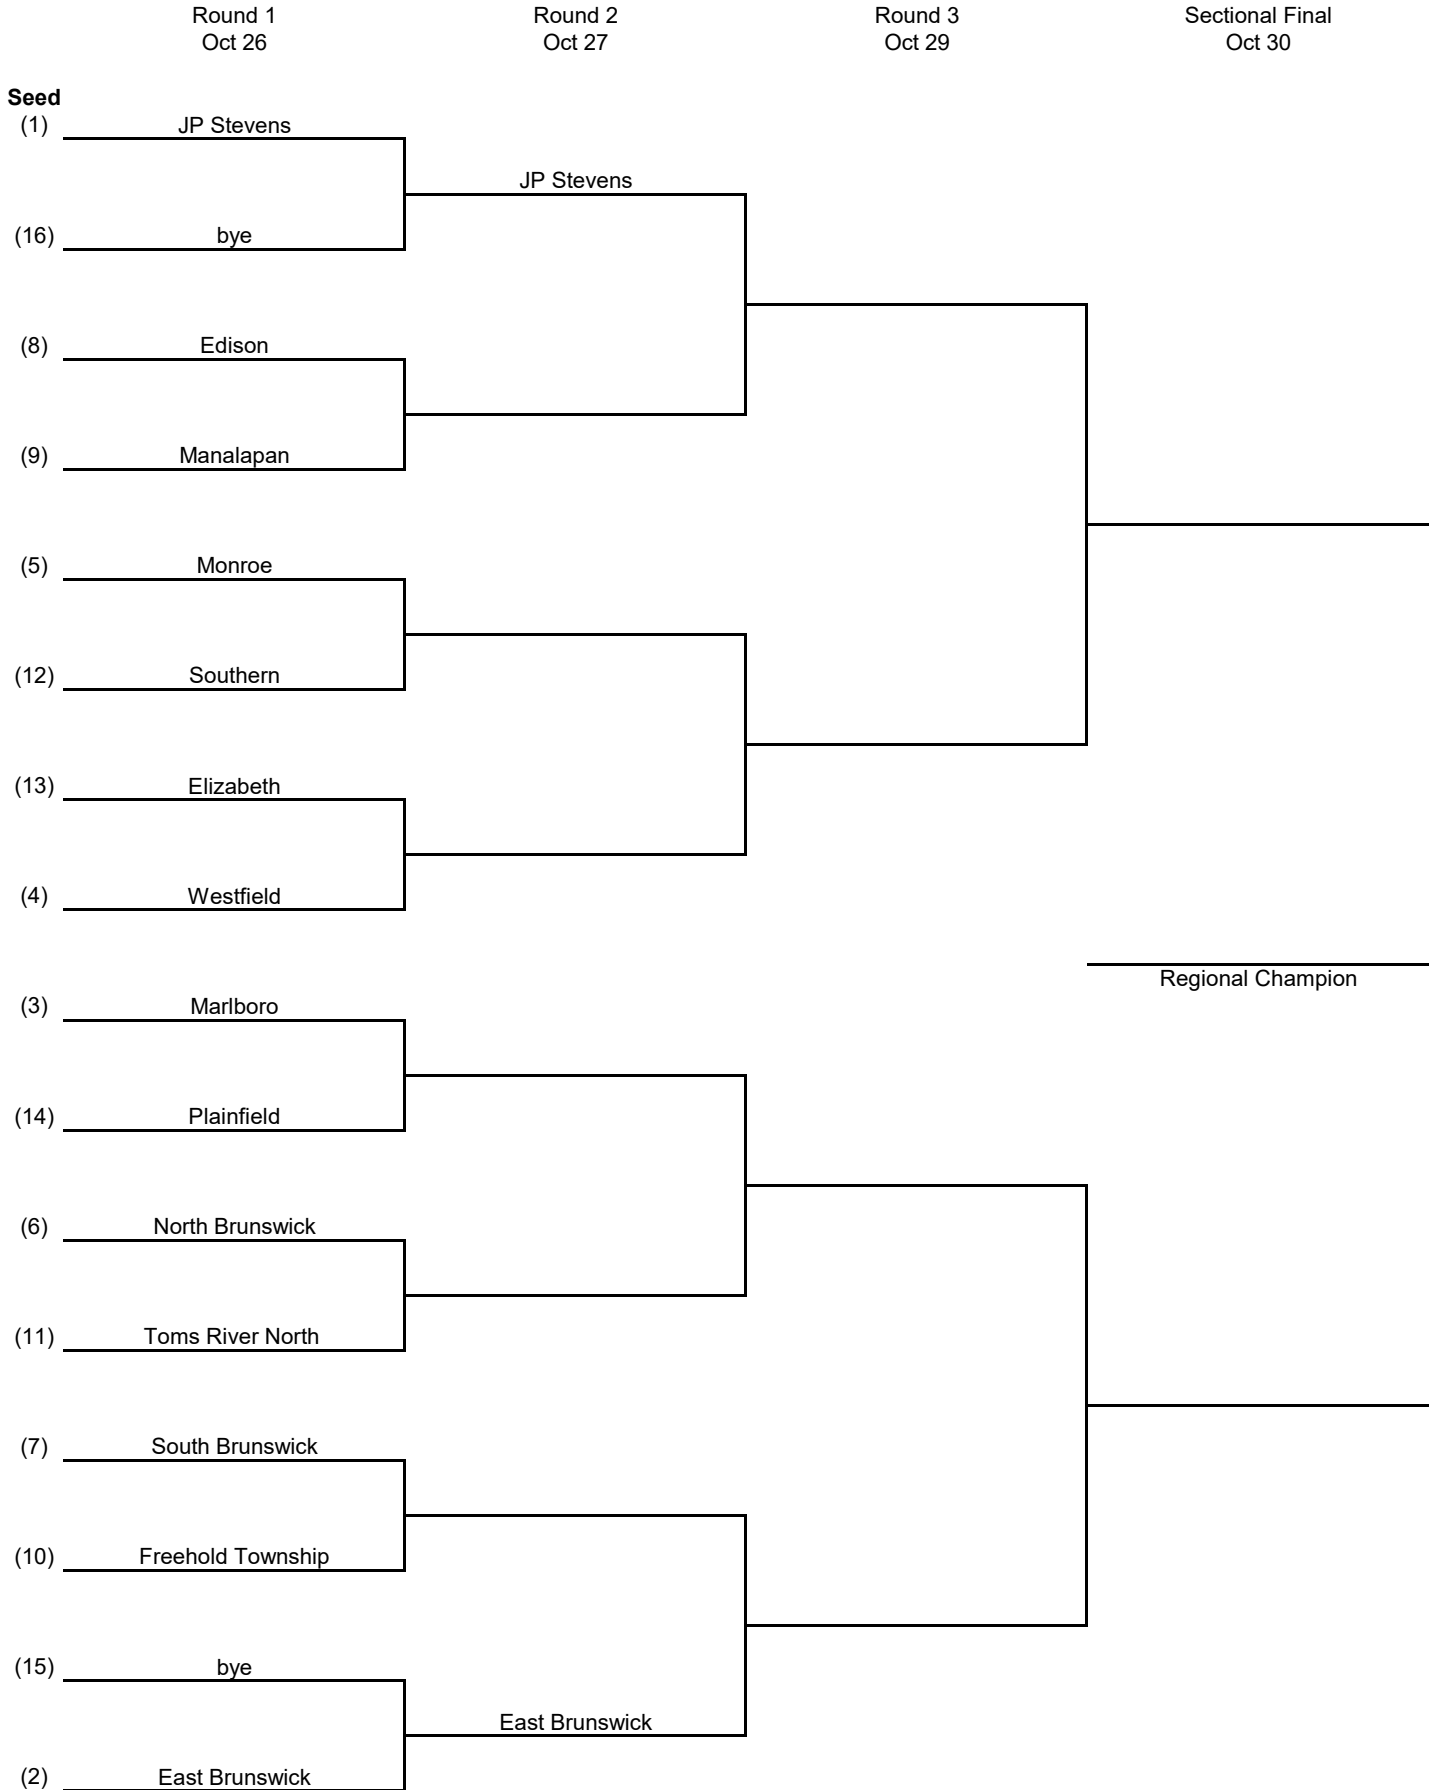 Round 1 Round 2 Round 3 Sectional Final
Oct 26 Oct 27 Oct 29 Oct 30
Seed
(1) JP Stevens
JP Stevens
(16) bye
(8) Edison
(9) Manalapan
(5) Monroe
(12) Southern
(13) Elizabeth
(4) Westfield
Regional Champion
(3) Marlboro
(14) Plainfield
(6) North Brunswick
(11) Toms River North
(7) South Brunswick
(10) Freehold Township
(15) bye
East Brunswick
(2) East Brunswick